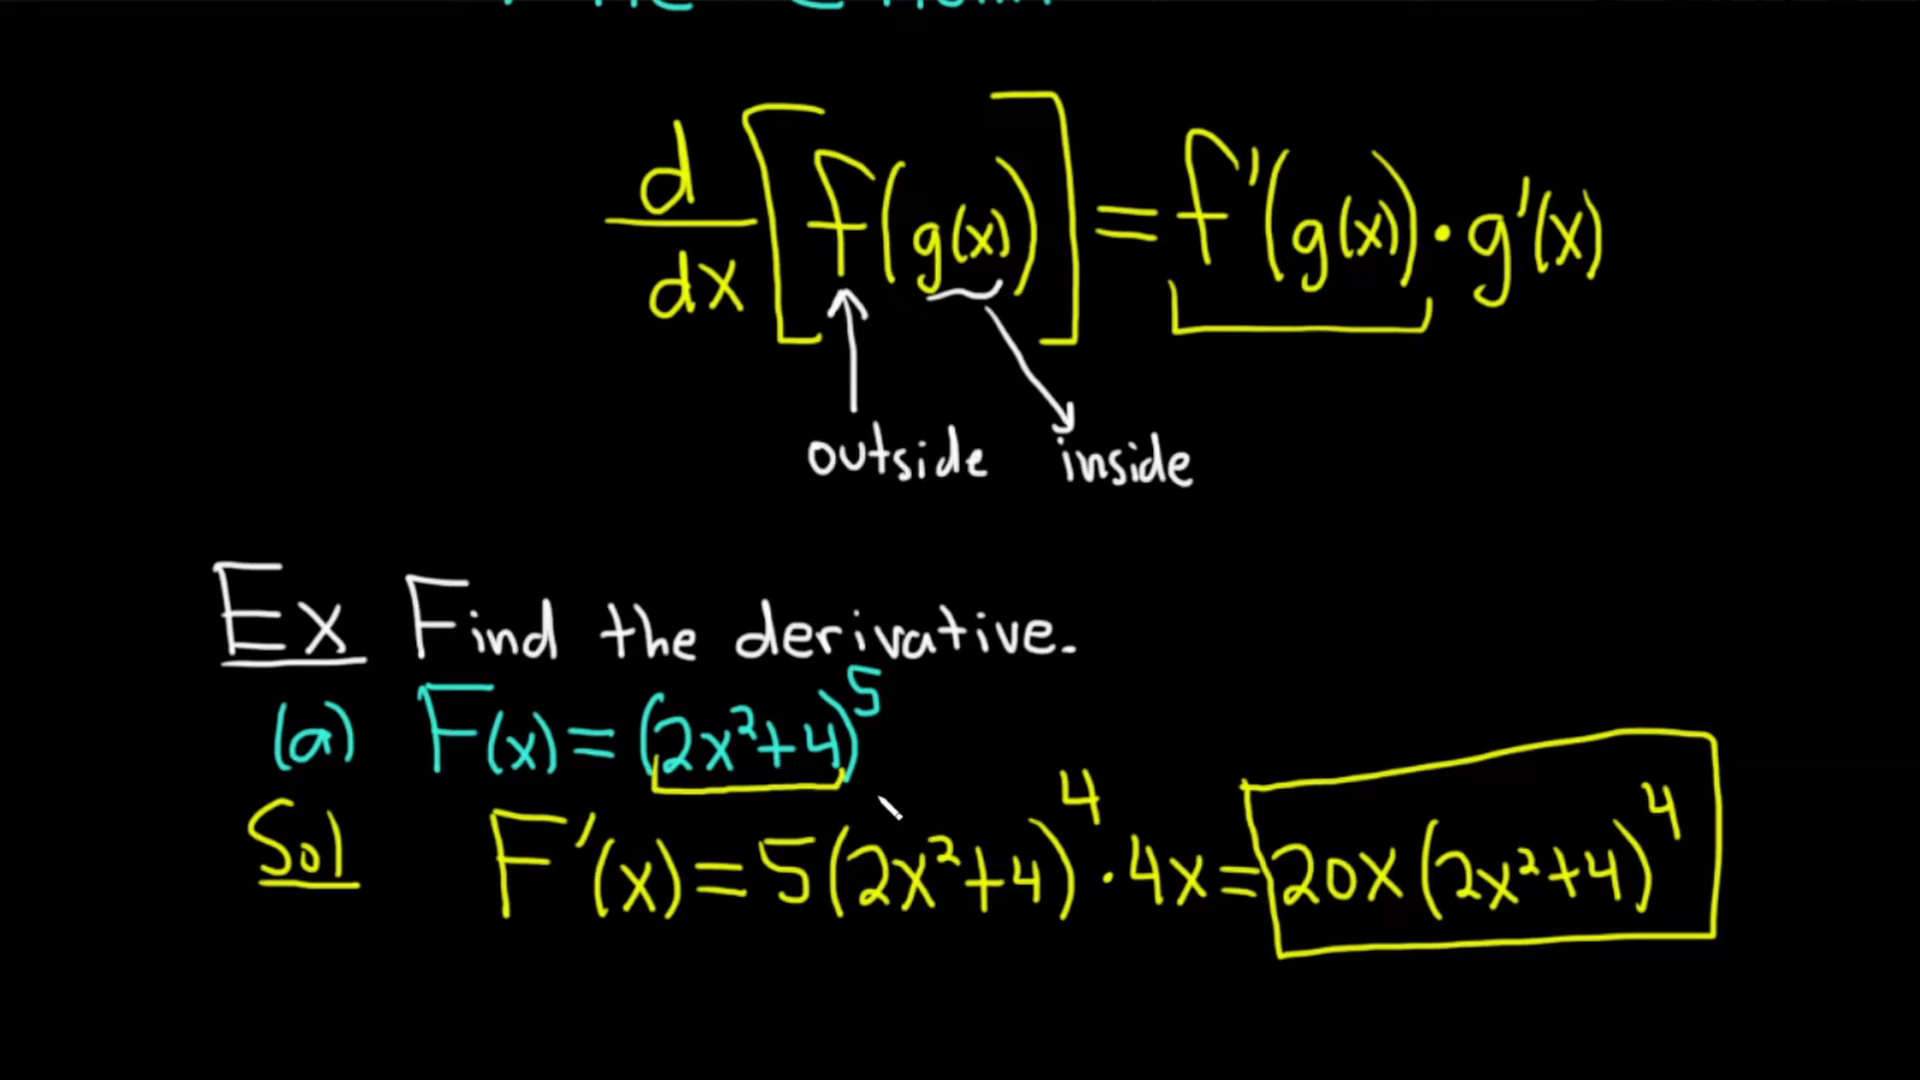 d/dx [f(g(x))] = f'(g(x)) · g'(x)
outside inside
Ex Find the derivative.
(a) F(x) = (2x²+4)⁵
Sol F'(x) = 5(2x²+4)⁴ · 4x = 20x(2x²+4)⁴